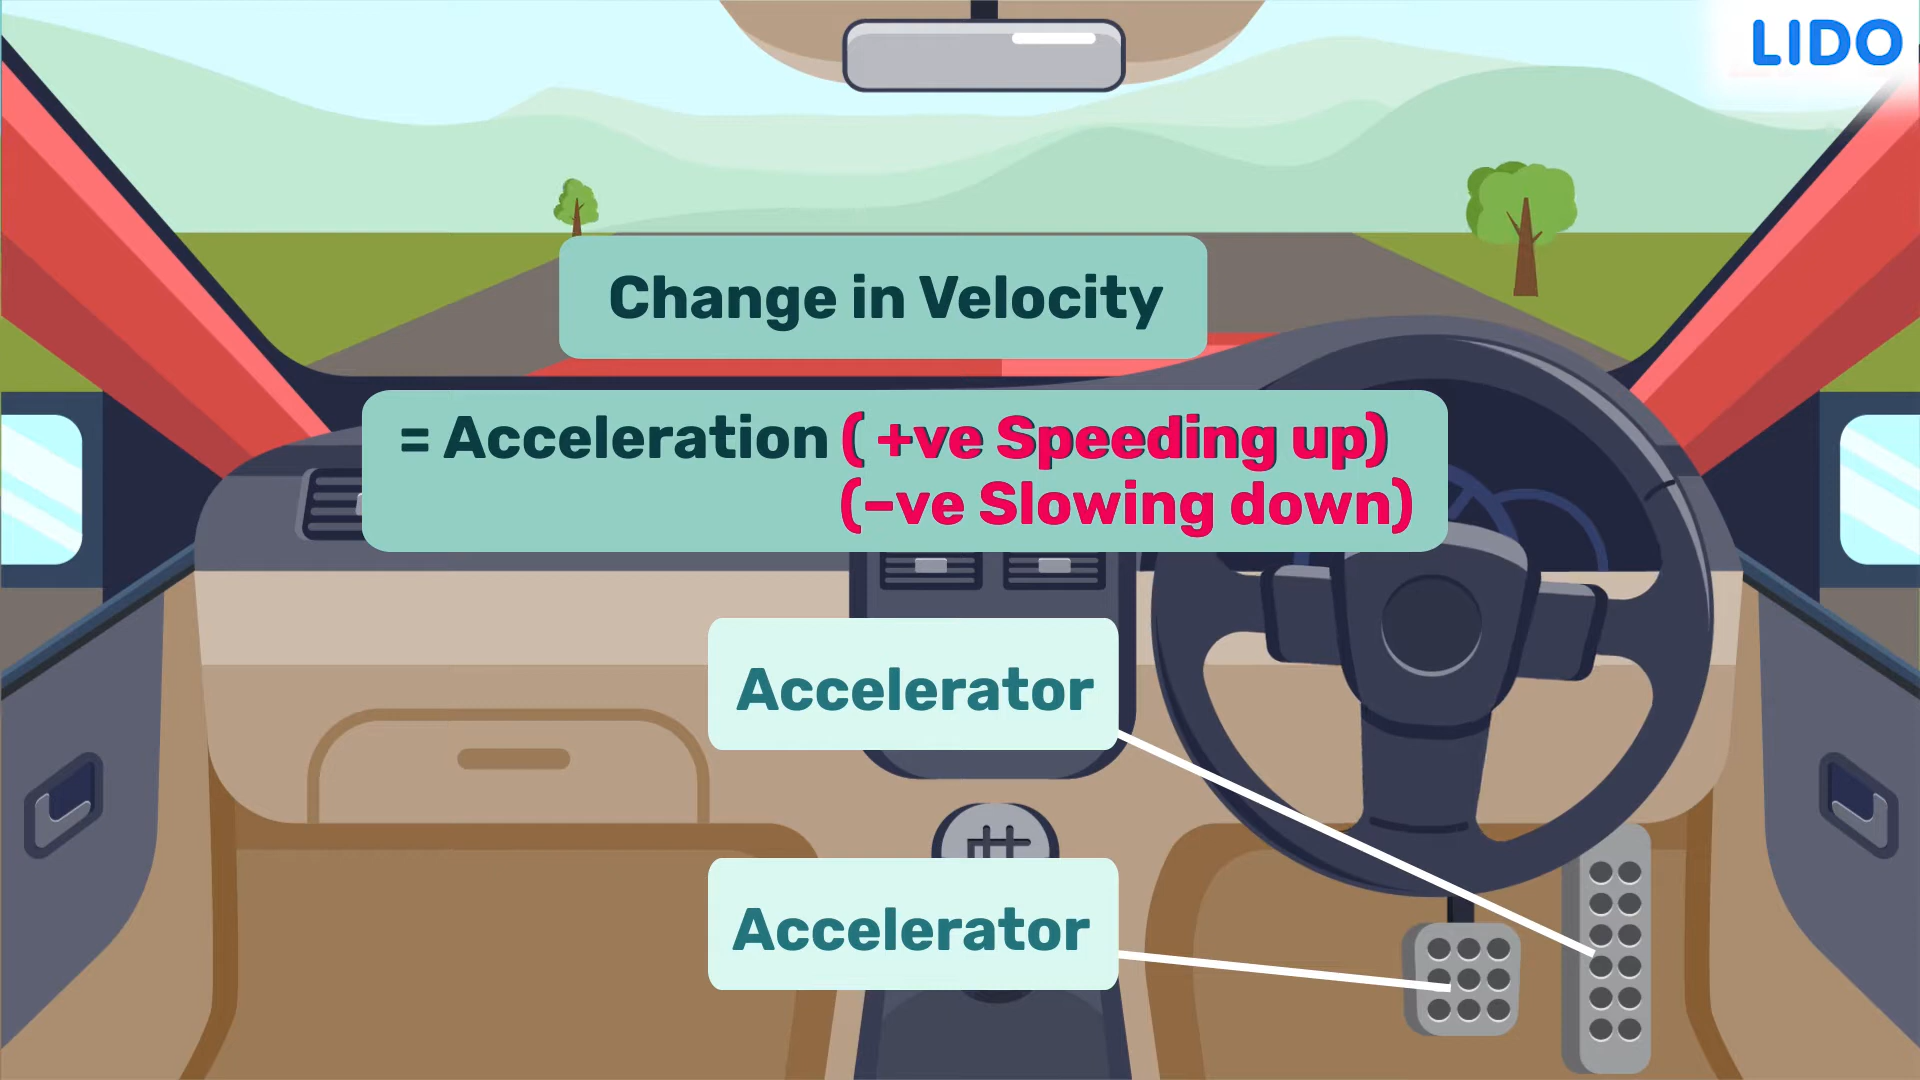 LIDO
Change in Velocity
= Acceleration ( +ve Speeding up)
(-ve Slowing down)
Accelerator
Accelerator